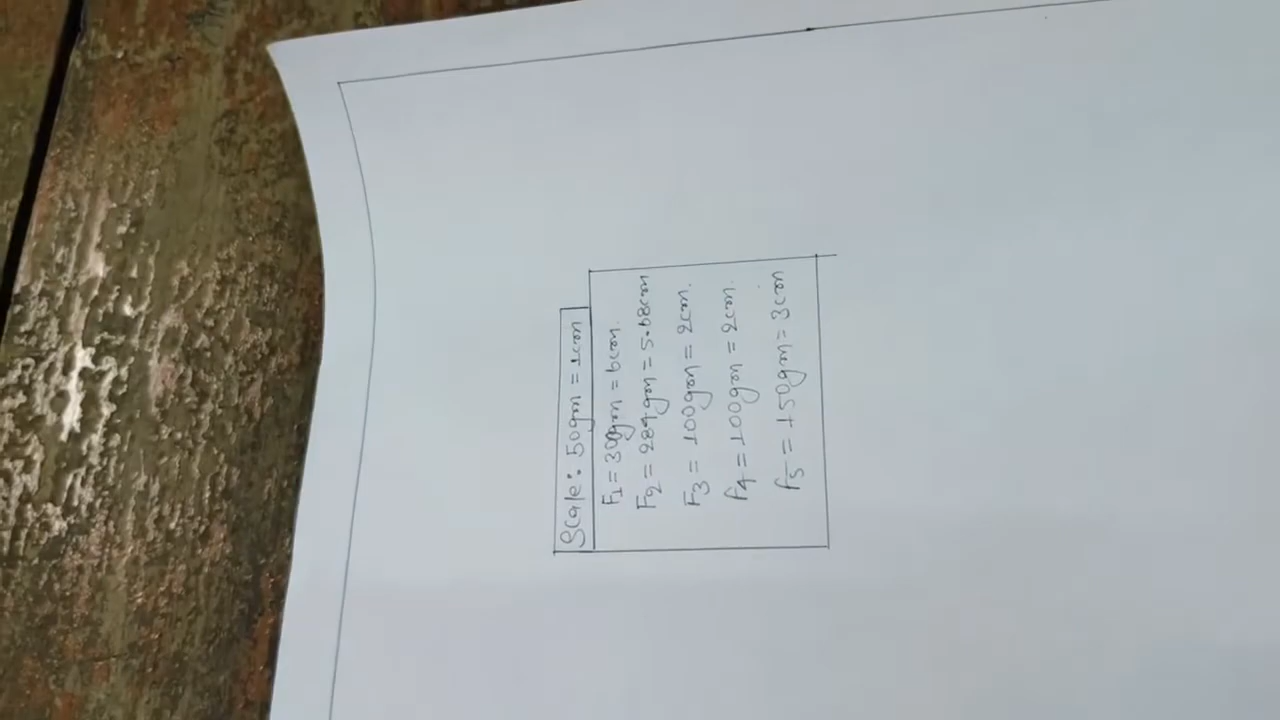 Scale: 50gm = 1cm
F1 = 300gm = 6cm.
F2 = 284gm = 5.68cm
F3 = 100gm = 2cm.
F4 = 100gm = 2cm.
F5 = 150gm = 3cm